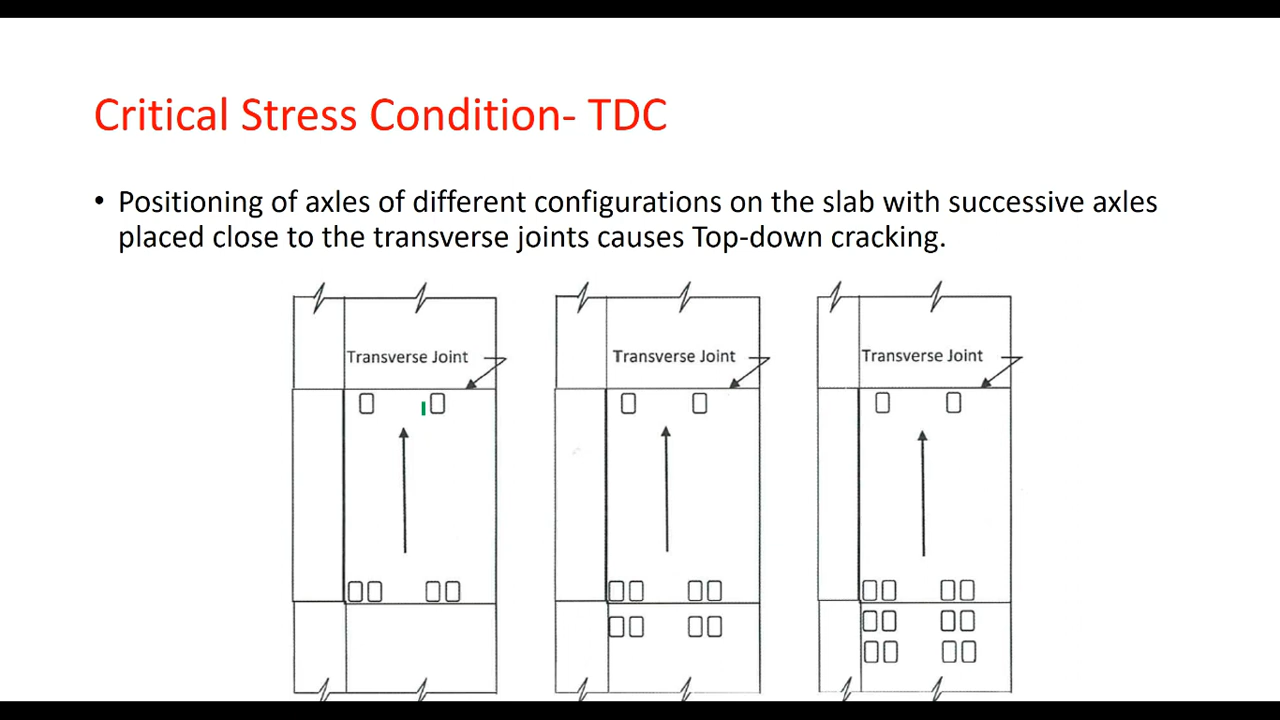 Critical Stress Condition- TDC
• Positioning of axles of different configurations on the slab with successive axles
placed close to the transverse joints causes Top-down cracking.
Transverse Joint
Transverse Joint
Transverse Joint